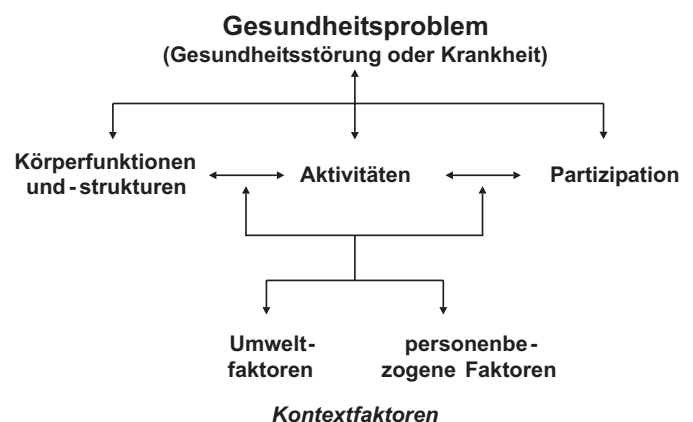 Gesundheitsproblem
(Gesundheitsstörung oder Krankheit)
Körperfunktionen
und - strukturen
Aktivitäten
Partizipation
Umwelt-
faktoren
personenbe -
zogene Faktoren
Kontextfaktoren